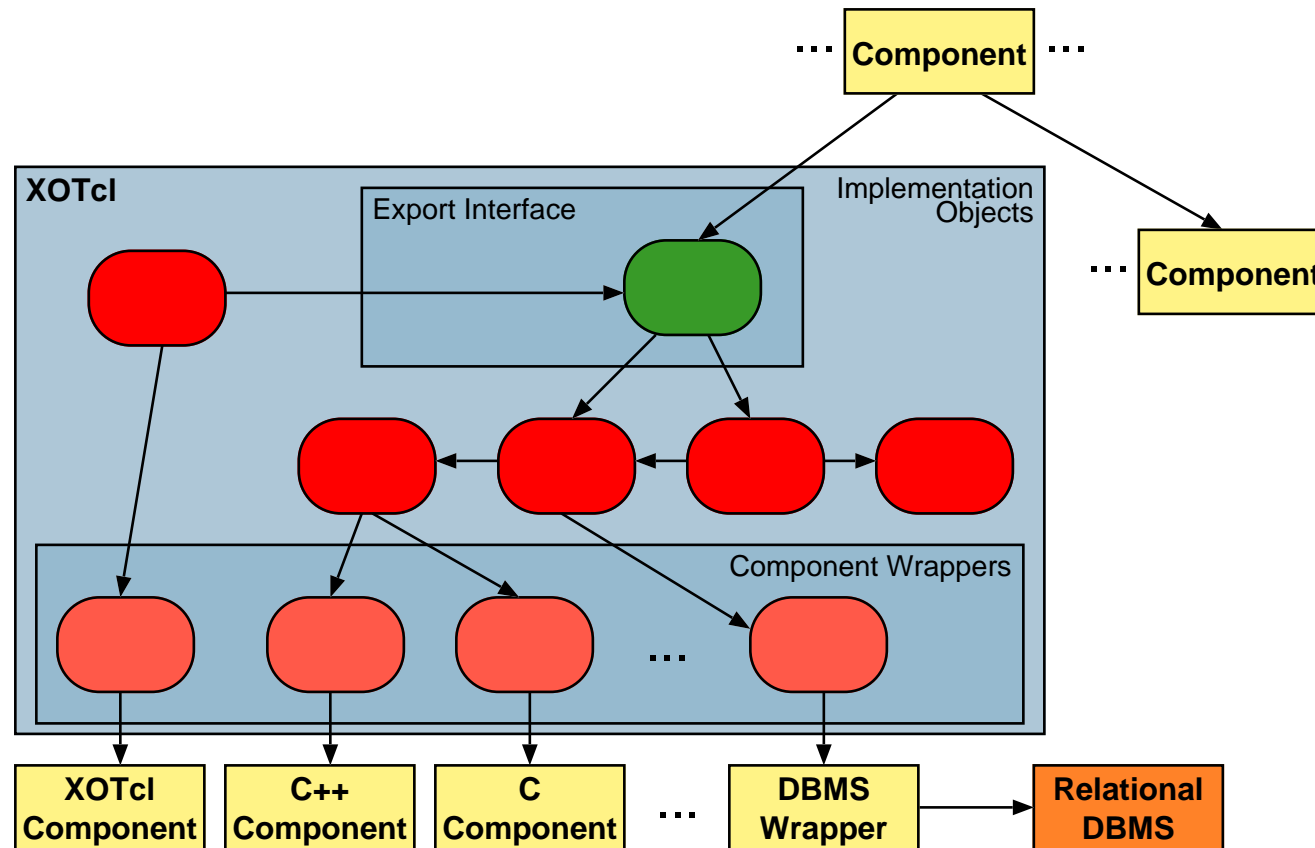 ... Component ...
XOTcl
Implementation
Objects
Export Interface
... Component
Component Wrappers
...
XOTcl
Component
C++
Component
C
Component
...
DBMS
Wrapper
Relational
DBMS